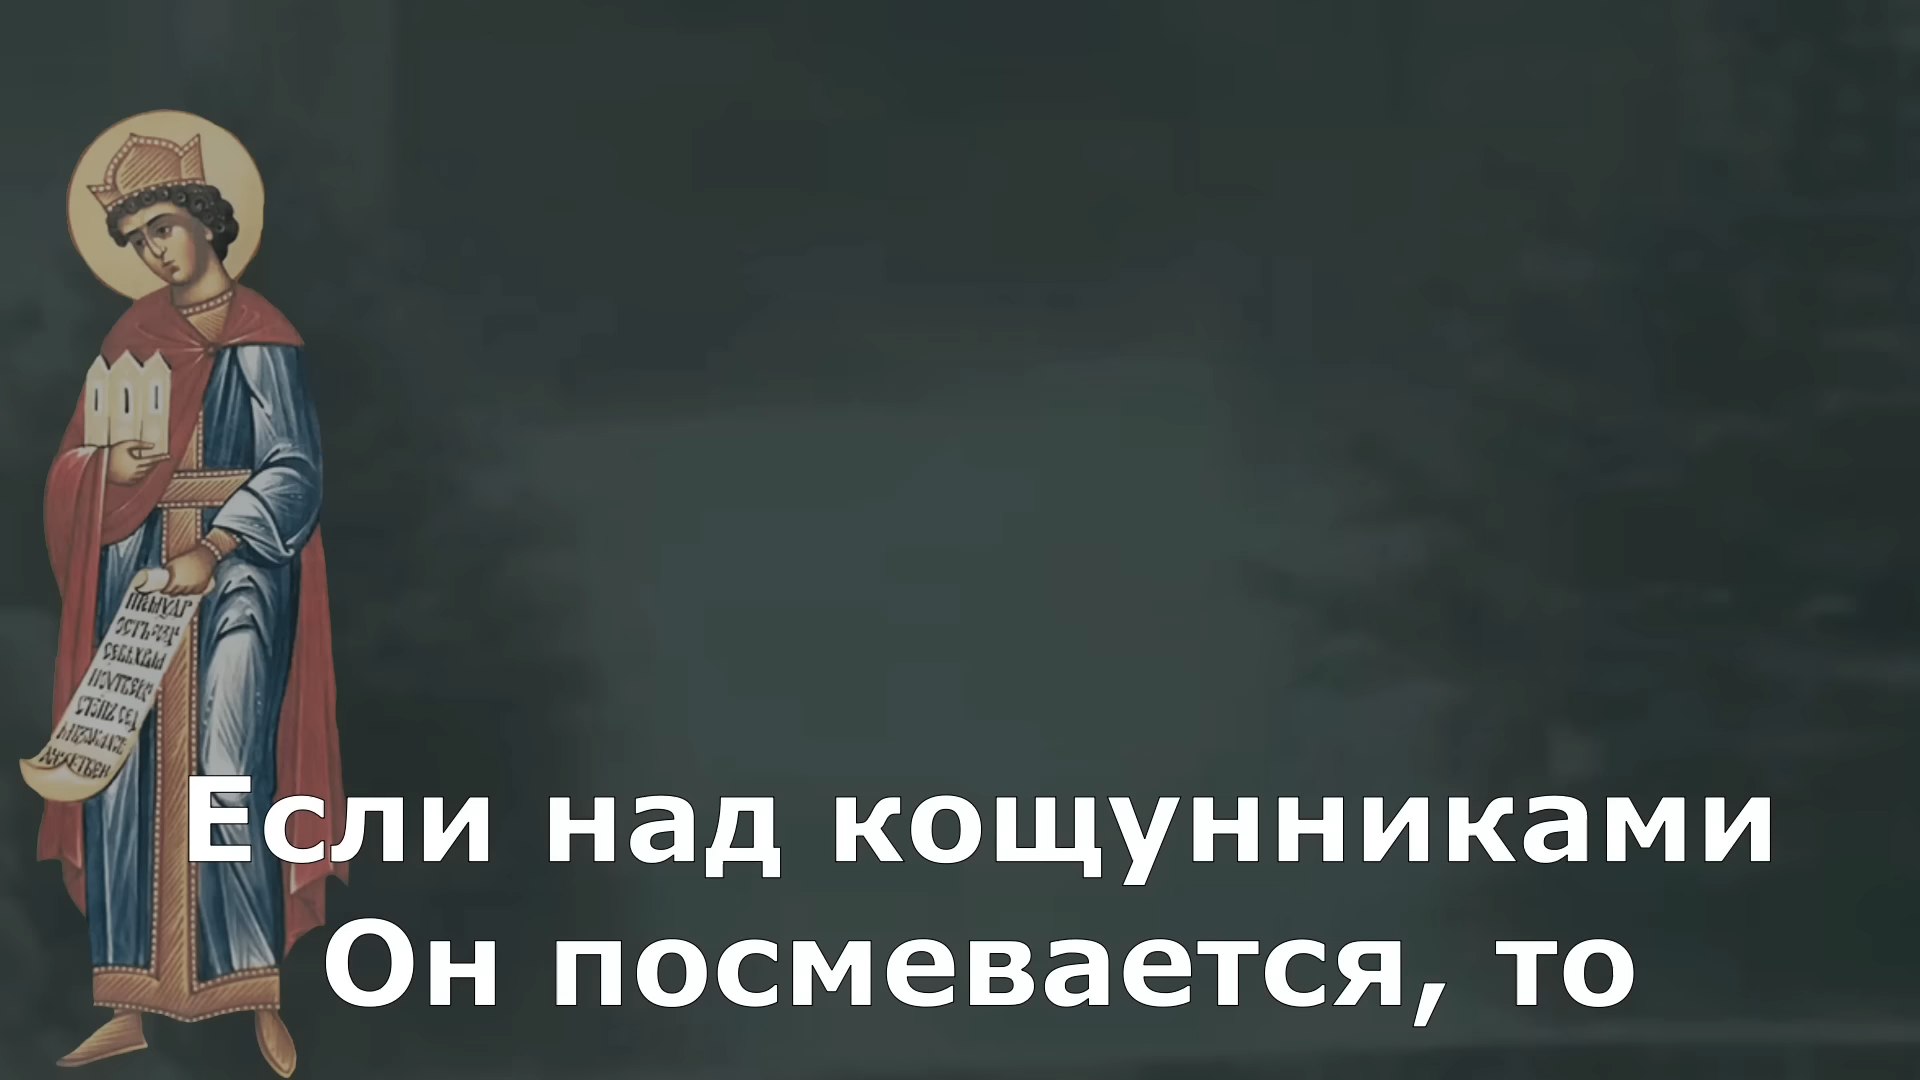 Если над кощунниками
Он посмевается, то